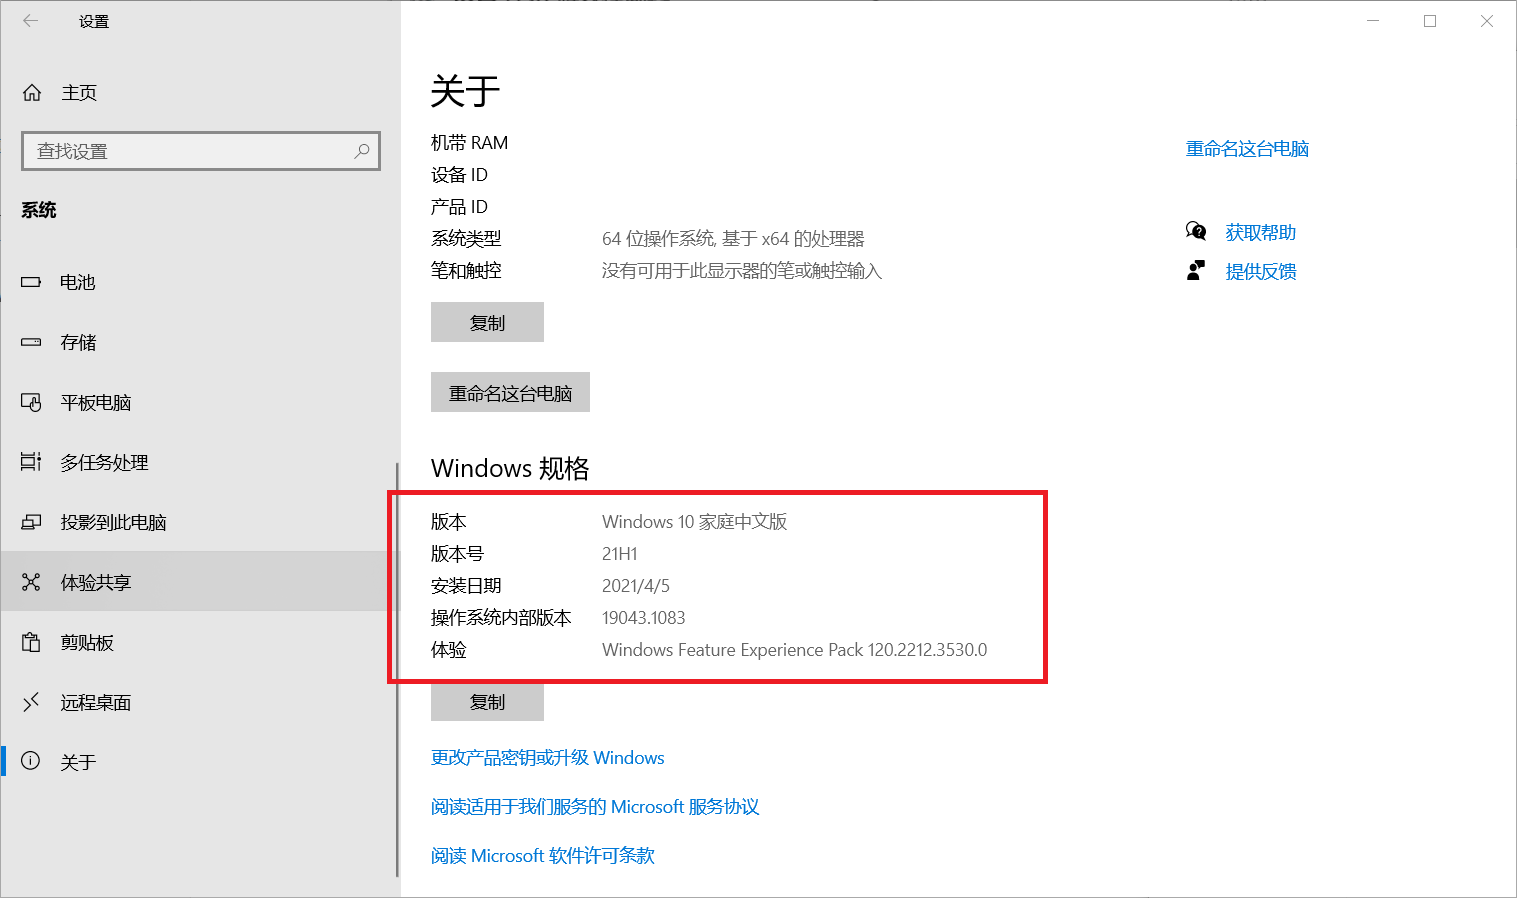 设置
主页
查找设置
系统
电池
存储
平板电脑
多任务处理
投影到此电脑
体验共享
剪贴板
远程桌面
关于
关于
机带 RAM
设备 ID
产品 ID
系统类型 64 位操作系统, 基于 x64 的处理器
笔和触控 没有可用于此显示器的笔或触控输入
复制
重命名这台电脑
Windows 规格
版本 Windows 10 家庭中文版
版本号 21H1
安装日期 2021/4/5
操作系统内部版本 19043.1083
体验 Windows Feature Experience Pack 120.2212.3530.0
复制
更改产品密钥或升级 Windows
阅读适用于我们服务的 Microsoft 服务协议
阅读 Microsoft 软件许可条款
重命名这台电脑
获取帮助
提供反馈